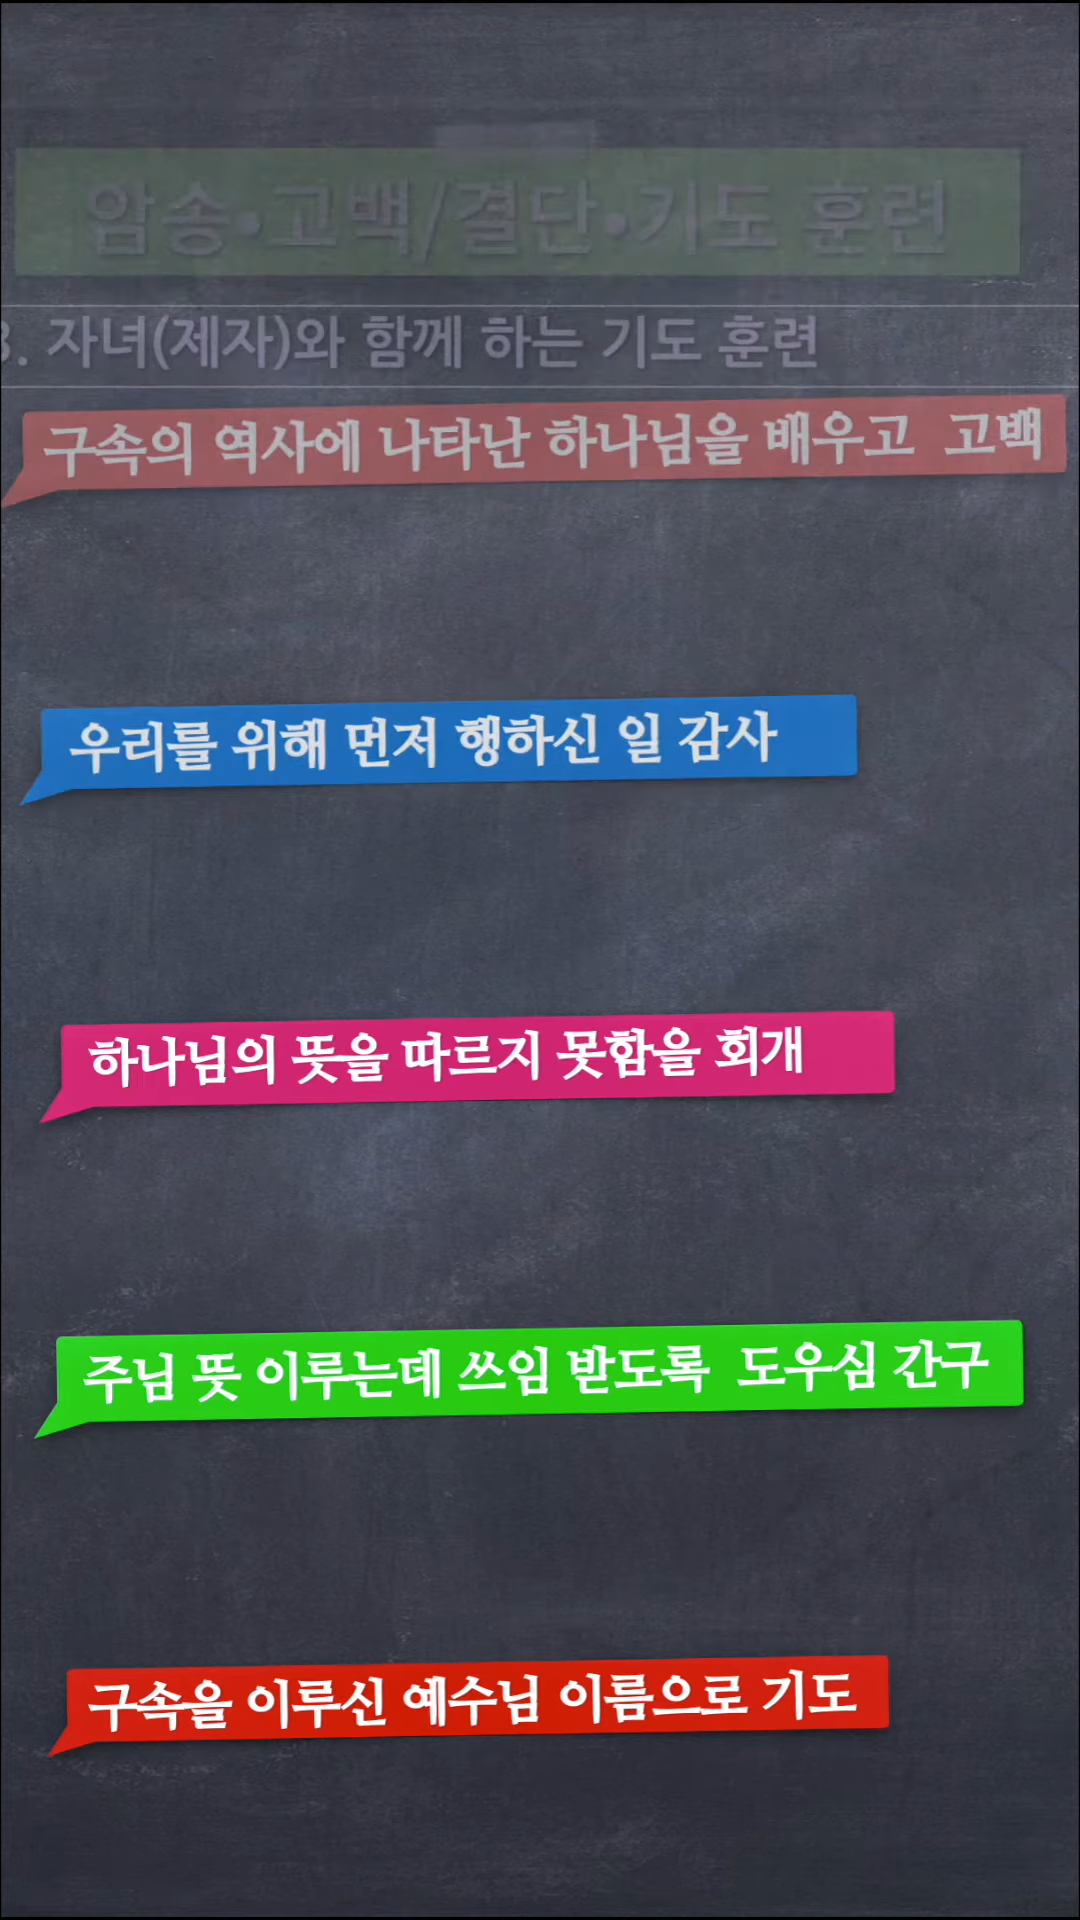 암송•고백/결단•기도 훈련
3. 자녀(제자)와 함께 하는 기도 훈련
구속의 역사에 나타난 하나님을 배우고 고백
우리를 위해 먼저 행하신 일 감사
하나님의 뜻을 따르지 못함을 회개
주님 뜻 이루는데 쓰임 받도록 도우심 간구
구속을 이루신 예수님 이름으로 기도